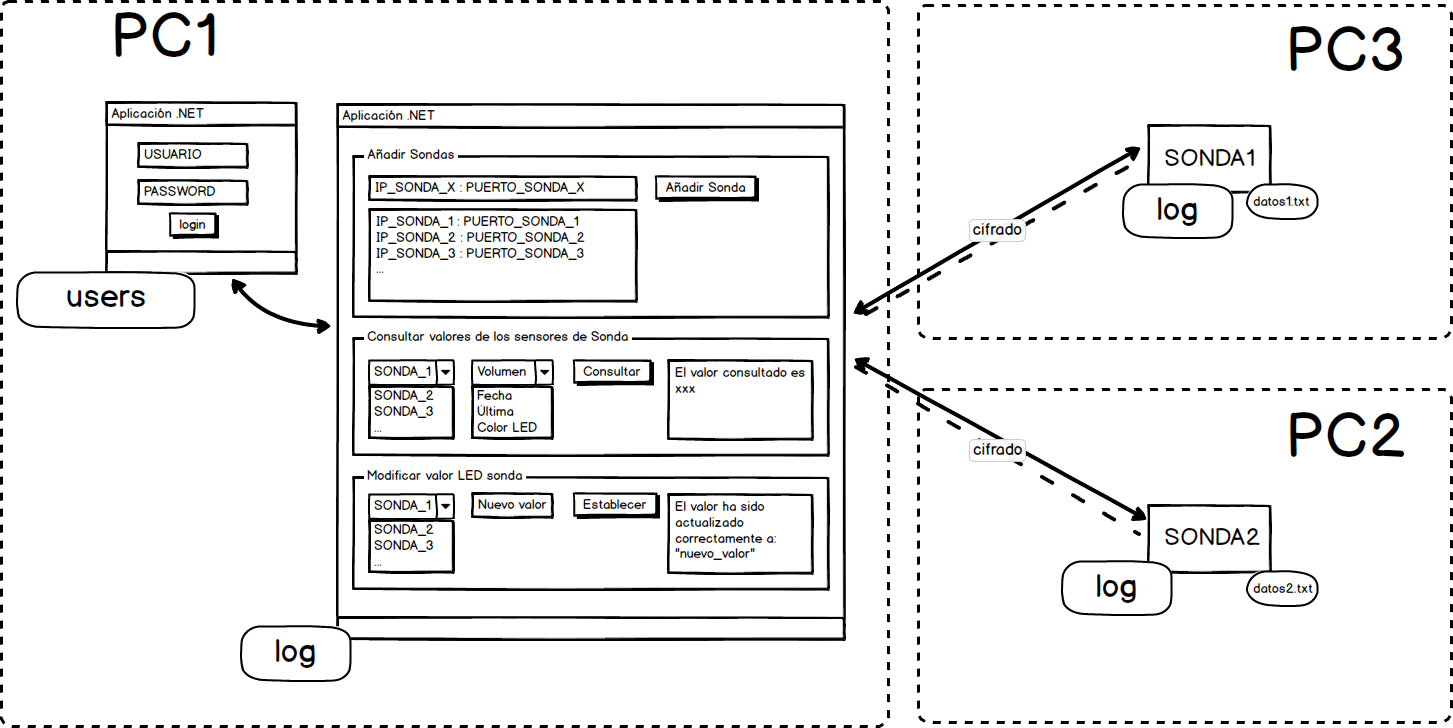 PC1
Aplicación .NET
USUARIO
PASSWORD
login
users
Aplicación .NET
Añadir Sondas
IP_SONDA_X : PUERTO_SONDA_X
Añadir Sonda
IP_SONDA_1 : PUERTO_SONDA_1
IP_SONDA_2 : PUERTO_SONDA_2
IP_SONDA_3 : PUERTO_SONDA_3
...
Consultar valores de los sensores de Sonda
SONDA_1
SONDA_2
SONDA_3
...
Volumen
Fecha
Última
Color LED
Consultar
El valor consultado es
xxx
Modificar valor LED sonda
SONDA_1
SONDA_2
SONDA_3
...
Nuevo valor
Establecer
El valor ha sido
actualizado
correctamente a:
"nuevo_valor"
log
cifrado
cifrado
PC3
SONDA1
log
datos1.txt
PC2
SONDA2
log
datos2.txt